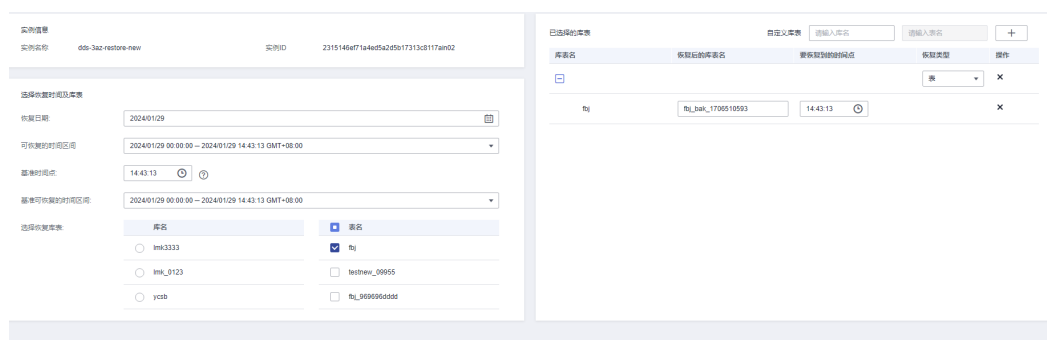 实例信息
实例名称 dds-3az-restore-new 实例ID 2315146ef71a4ed5a2d5b17313c8117ain02
选择恢复时间及库表
恢复日期: 2024/01/29
可恢复的时间区间 2024/01/29 00:00:00 – 2024/01/29 14:43:13 GMT+08:00
基准时间点: 14:43:13
基准可恢复的时间区间: 2024/01/29 00:00:00 – 2024/01/29 14:43:13 GMT+08:00
选择恢复库表: 库名 表名
lmk3333 fbj
lmk_0123 testnew_09955
ycsb fbj_969696dddd
已选择的库表 自定义库表 请输入库名 请输入表名
库表名 恢复后的库表名 要恢复到的时间点 恢复类型 操作
表
fbj fbj_bak_1706510593 14:43:13